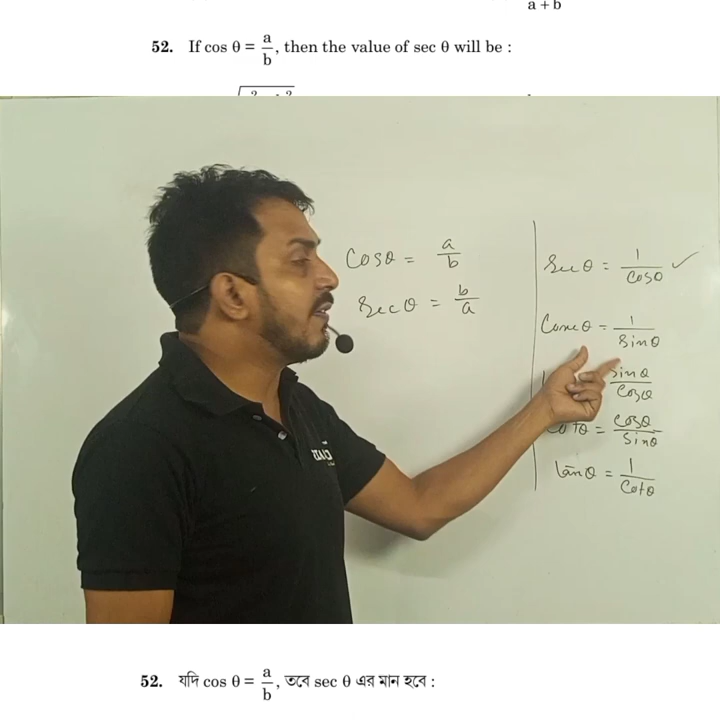 a + b
52. If cos θ = a/b, then the value of sec θ will be :
Cosθ = a/b
Secθ = b/a
Secθ = 1/Cosθ ✓
Cosecθ = 1/Sinθ
Sinθ/Cosθ
Cotθ = Cosθ/Sinθ
tanθ = 1/Cotθ
52. যদি cos θ = a/b, তবে sec θ এর মান হবে :